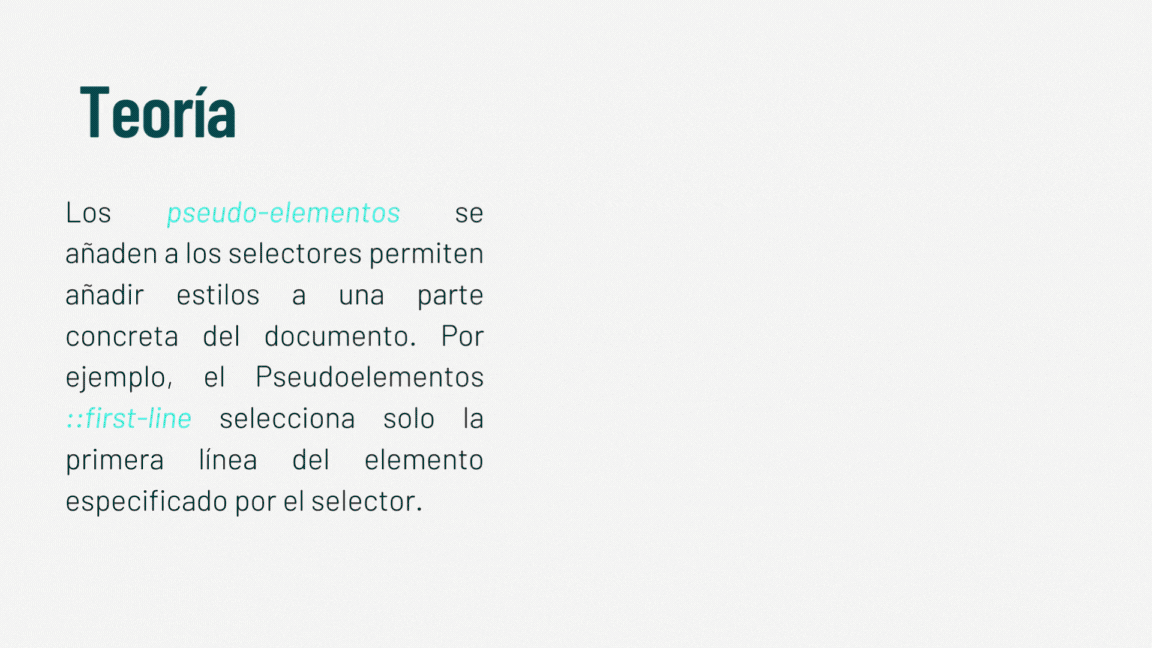 Teoría
Los pseudo-elementos se
añaden a los selectores permiten
añadir estilos a una parte
concreta del documento. Por
ejemplo, el Pseudoelementos
::first-line selecciona solo la
primera línea del elemento
especificado por el selector.